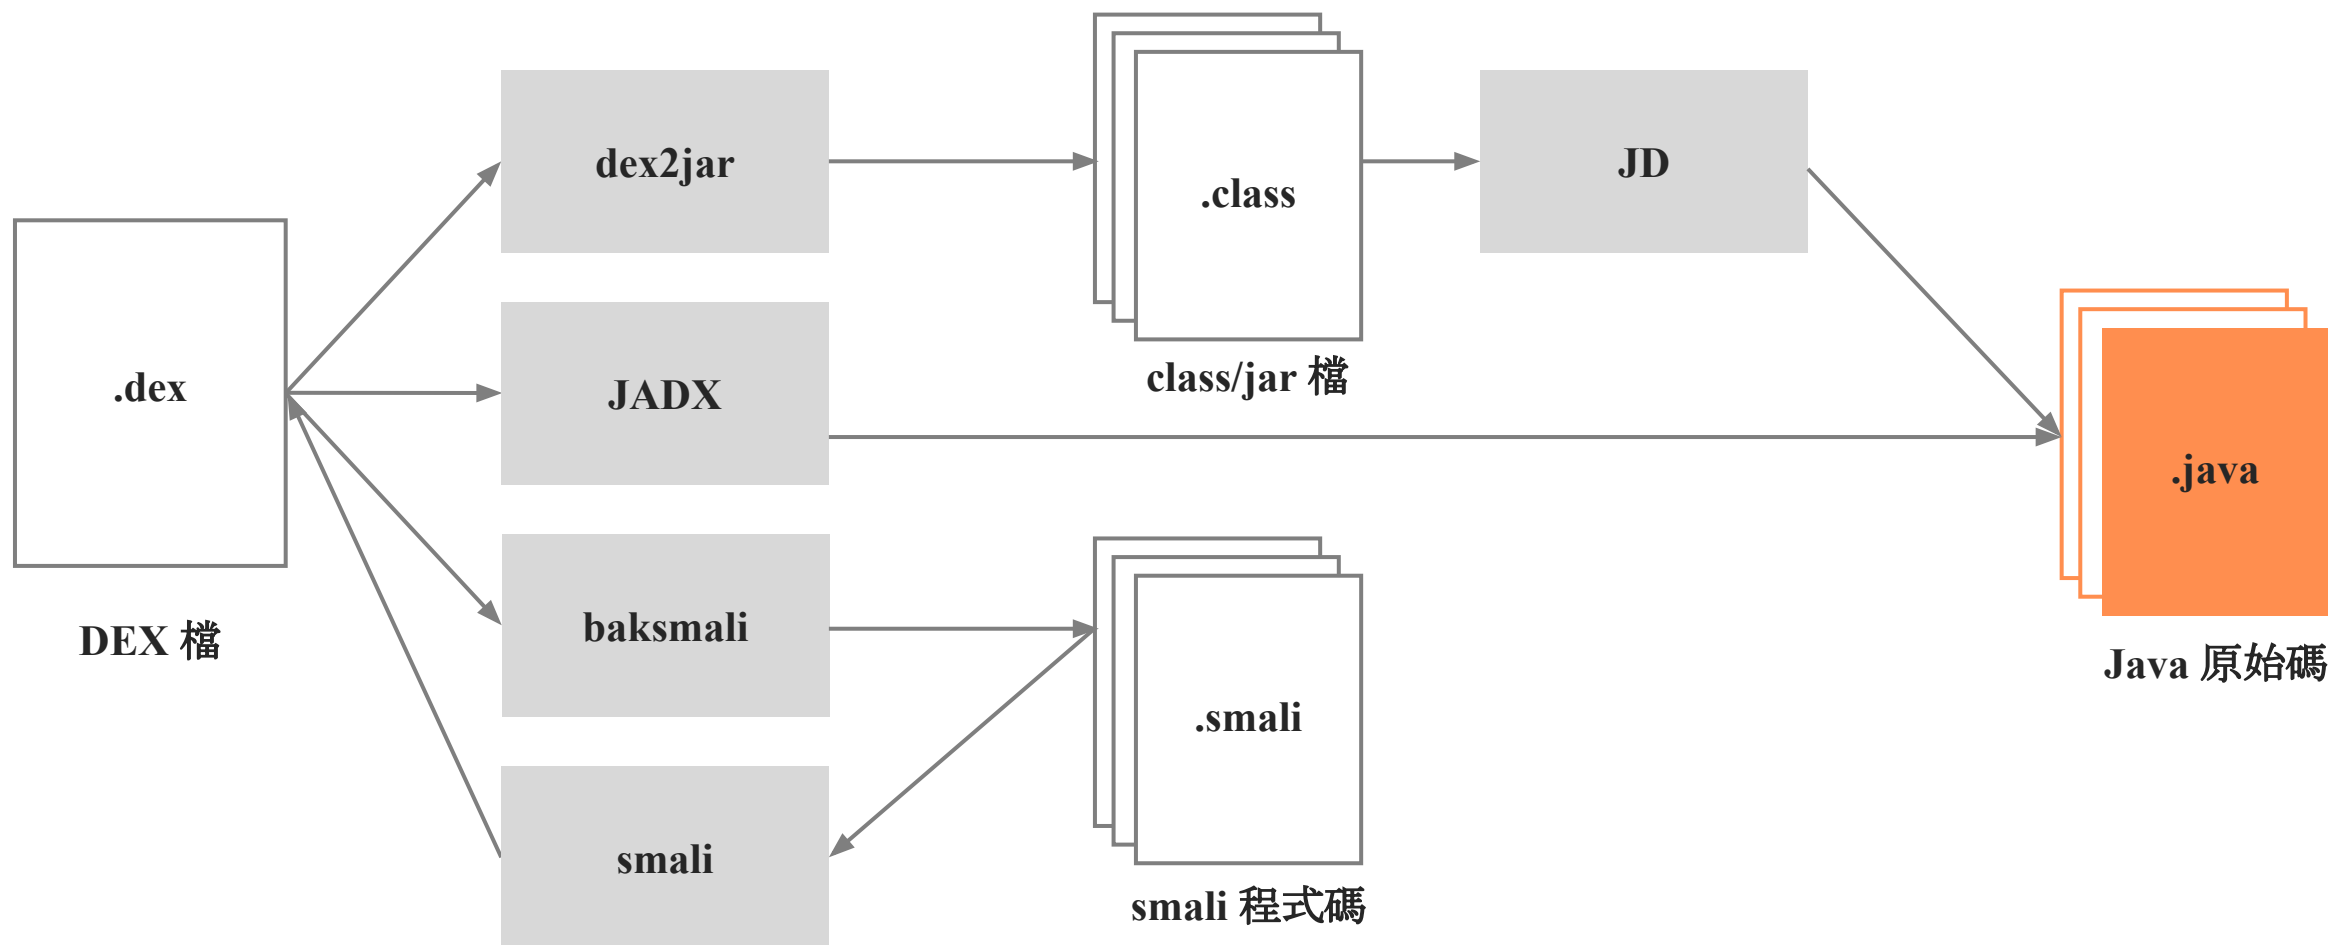 dex2jar
.class
JD
.dex
JADX
class/jar 檔
.java
baksmali
DEX 檔
Java 原始碼
.smali
smali
smali 程式碼